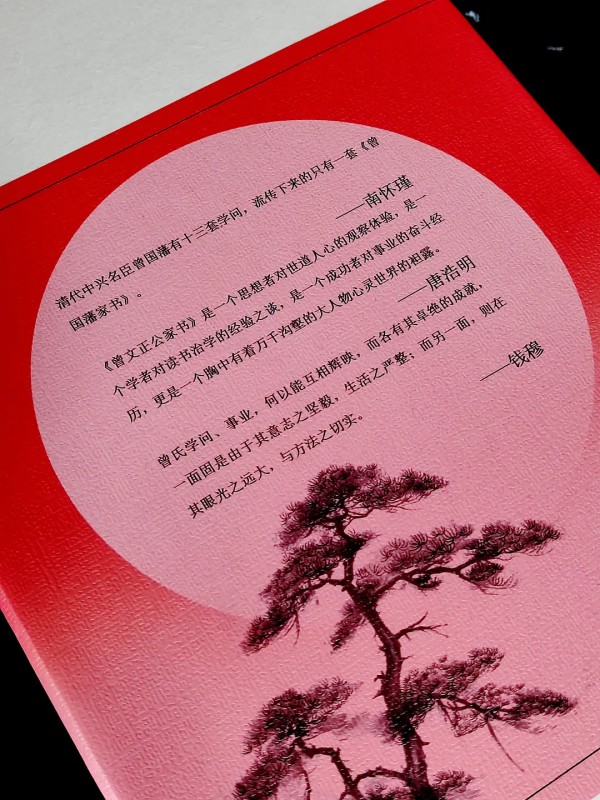 清代中兴名臣曾国藩有十三套学问，流传下来的只有一套《曾
国藩家书》。
——南怀瑾
《曾文正公家书》是一个思想者对世道人心的观察体验，是一
个学者对读书治学的经验之谈，是一个成功者对事业的奋斗经
历，更是一个胸中有着万千沟壑的大人物心灵世界的袒露。
——唐浩明
曾氏学问、事业，何以能互相辉映，而各有其卓绝的成就，
一面固是由于其意志之坚毅，生活之严整；而另一面，则在
其眼光之远大，与方法之切实。
——钱穆